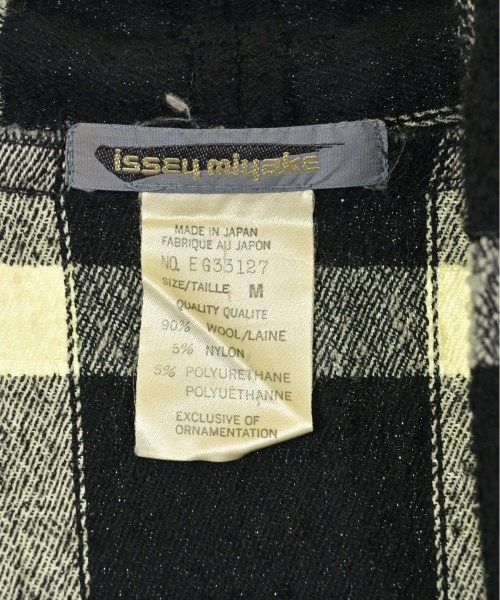 issey miyake
MADE IN JAPAN
FABRIQUE AU JAPON
NO. EG33127
SIZE/TAILLE M
QUALITY QUALITE
90% WOOL/LAINE
5% NYLON
5% POLYURETHANE
POLYUÉTHANNE
EXCLUSIVE OF
ORNAMENTATION